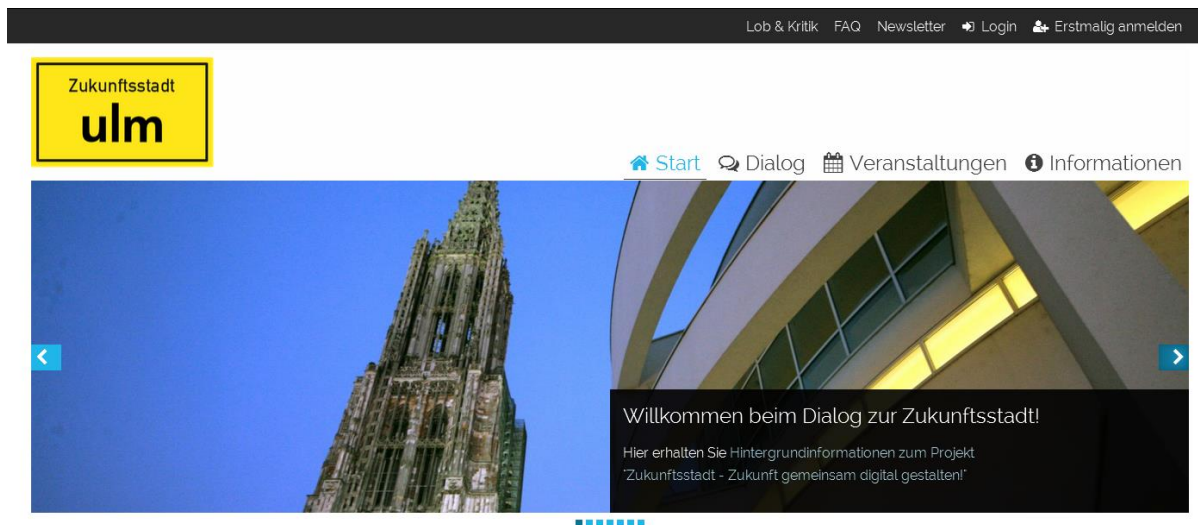 Lob & Kritik FAQ Newsletter Login Erstmalig anmelden
Zukunftsstadt
ulm
Start Dialog Veranstaltungen Informationen
Willkommen beim Dialog zur Zukunftsstadt!
Hier erhalten Sie Hintergrundinformationen zum Projekt
"Zukunftsstadt - Zukunft gemeinsam digital gestalten!"